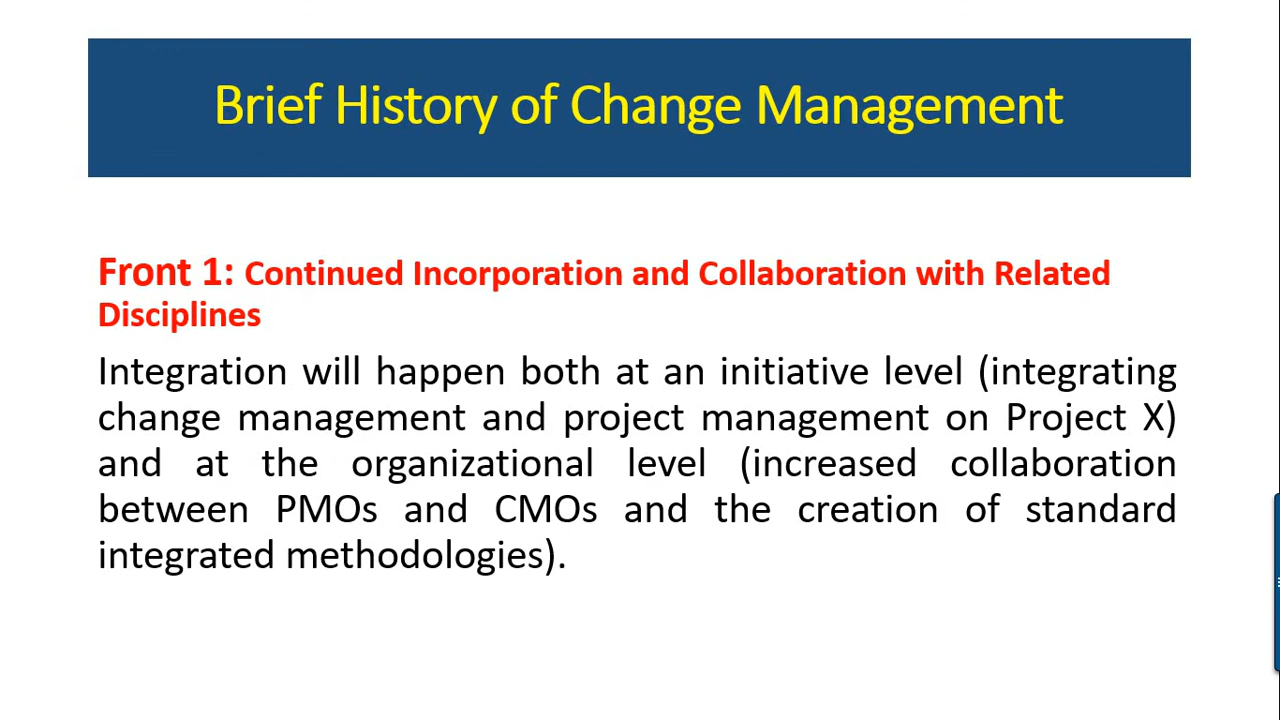 Brief History of Change Management
Front 1: Continued Incorporation and Collaboration with Related
Disciplines
Integration will happen both at an initiative level (integrating
change management and project management on Project X)
and at the organizational level (increased collaboration
between PMOs and CMOs and the creation of standard
integrated methodologies).